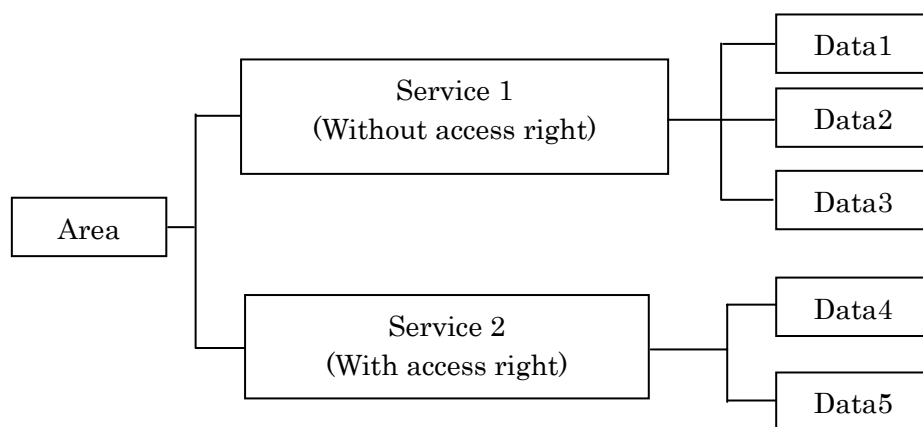 Area
Service 1
(Without access right)
Data1
Data2
Data3
Service 2
(With access right)
Data4
Data5